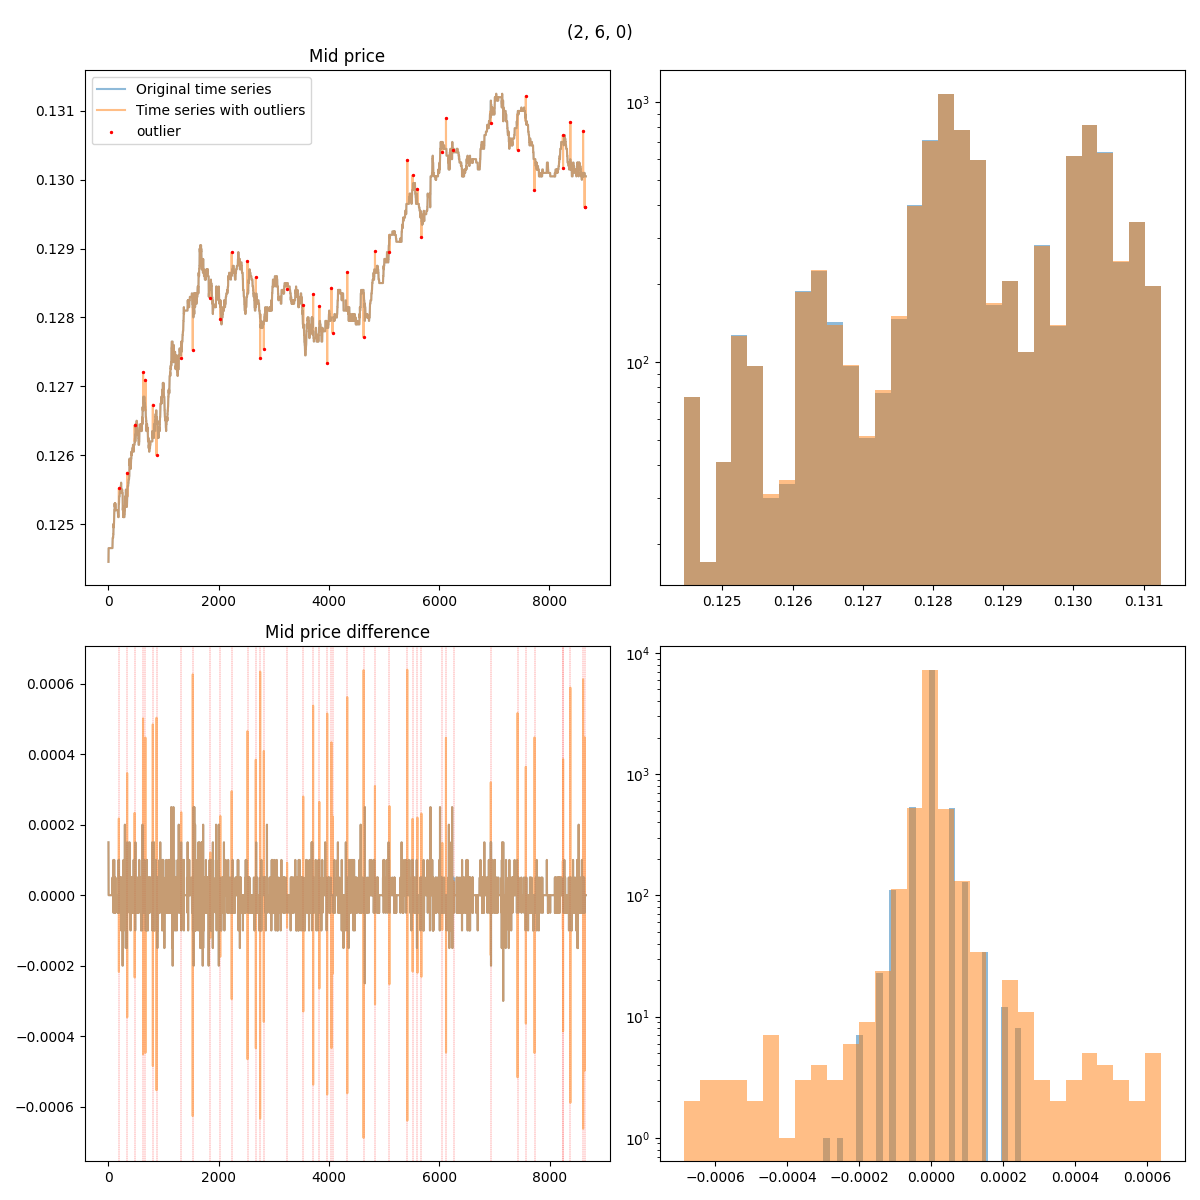 (2, 6, 0)
Mid price
Original time series
Time series with outliers
outlier
0.131
0.130
0.129
0.128
0.127
0.126
0.125
0 2000 4000 6000 8000
10³
10²
0.125 0.126 0.127 0.128 0.129 0.130 0.131
Mid price difference
0.0006
0.0004
0.0002
0.0000
−0.0002
−0.0004
−0.0006
0 2000 4000 6000 8000
10⁴
10³
10²
10¹
10⁰
−0.0006 −0.0004 −0.0002 0.0000 0.0002 0.0004 0.0006